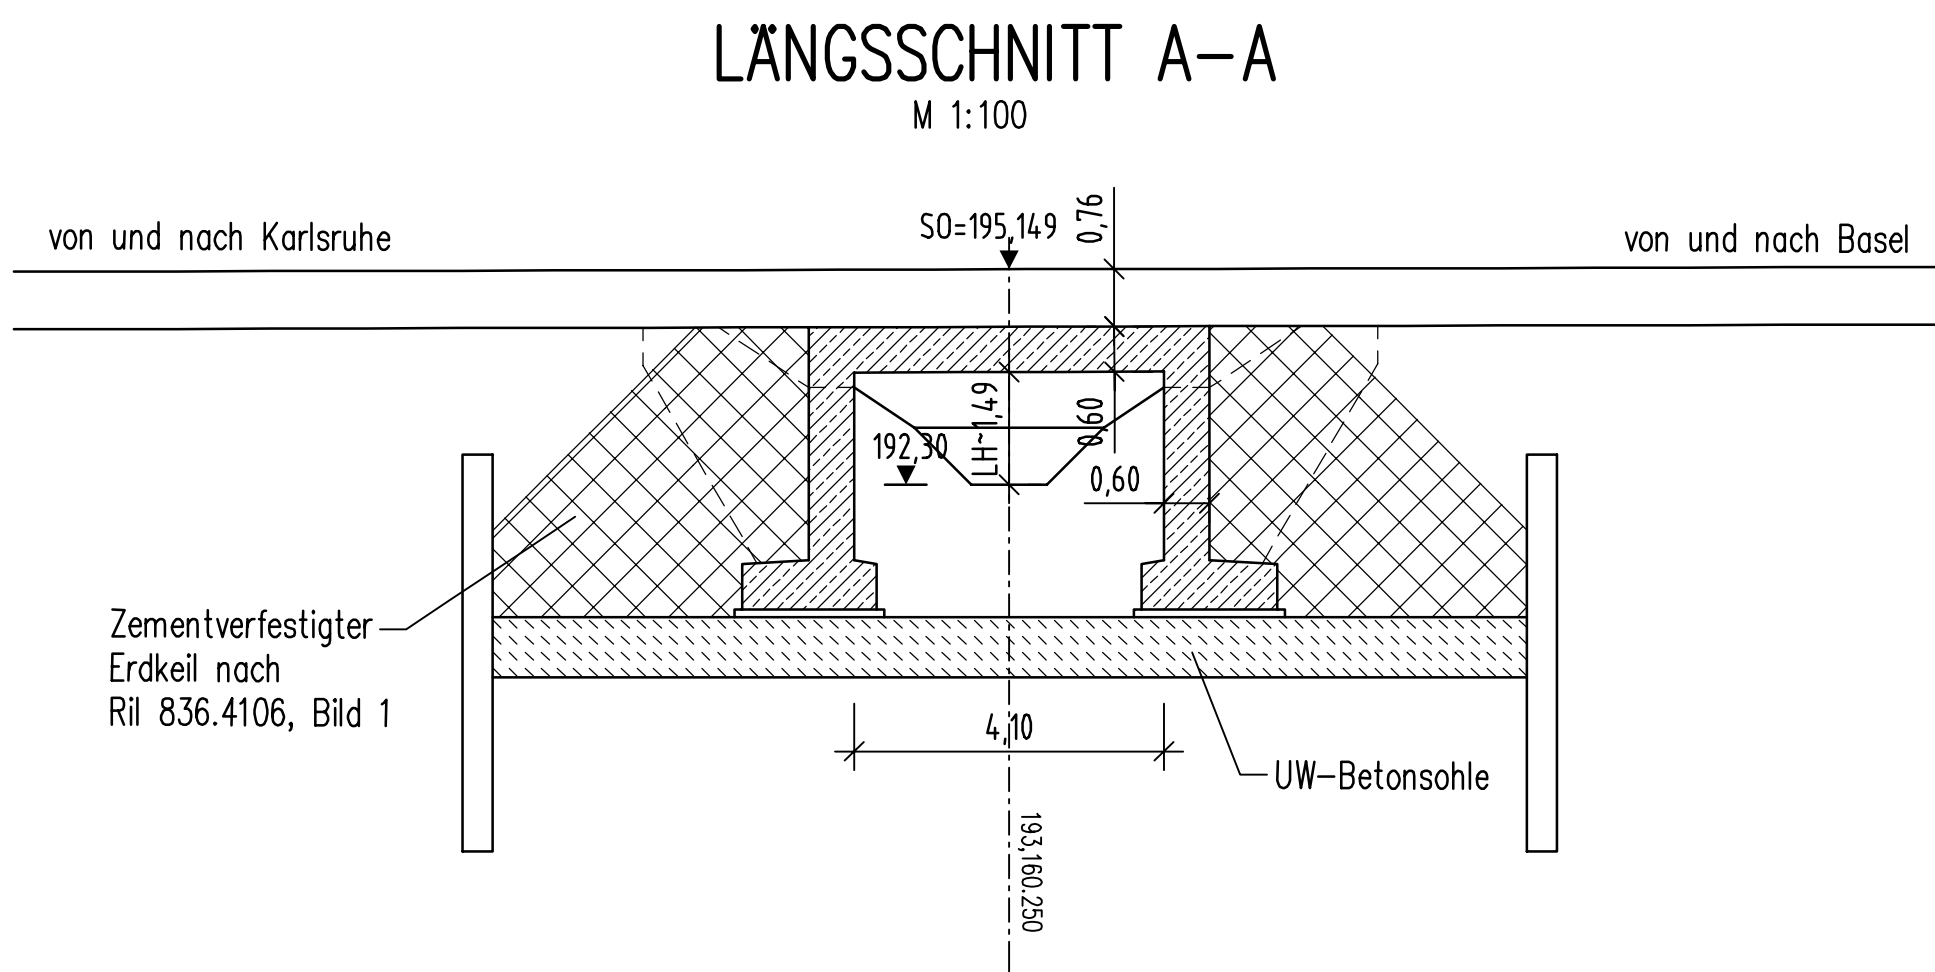 LÄNGSSCHNITT A-A
M 1:100
von und nach Karlsruhe
SO=195,149
0,76
von und nach Basel
LH~1,49
0,60
192,30
0,60
Zementverfestigter
Erdkeil nach
Ril 836.4106, Bild 1
4,10
UW-Betonsohle
193,160.250